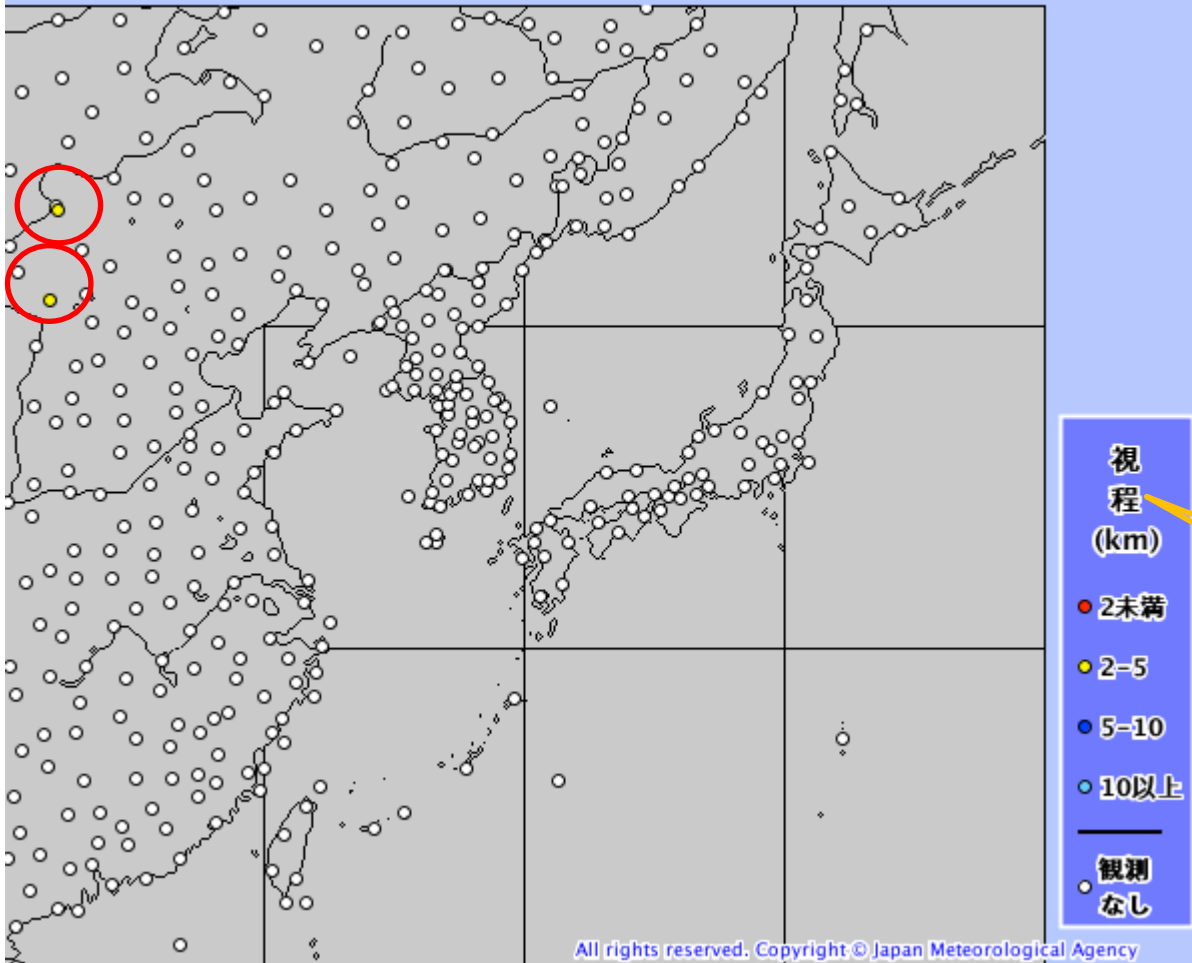 視
程
(km)
2未満
2-5
5-10
10以上
観測
なし
All rights reserved. Copyright © Japan Meteorological Agency